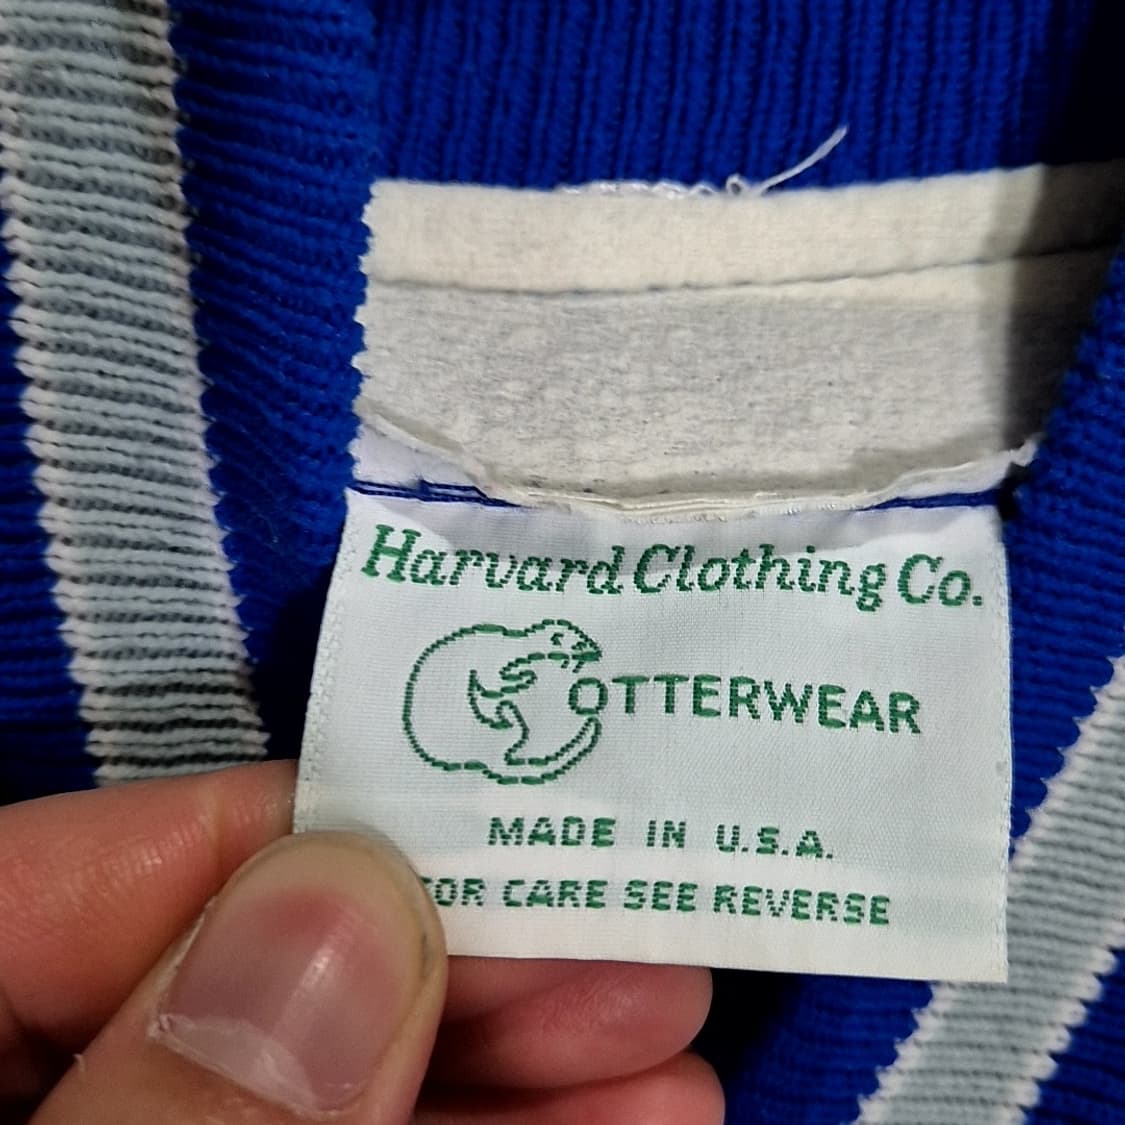 Harvard Clothing Co.
OTTERWEAR
MADE IN U.S.A.
FOR CARE SEE REVERSE